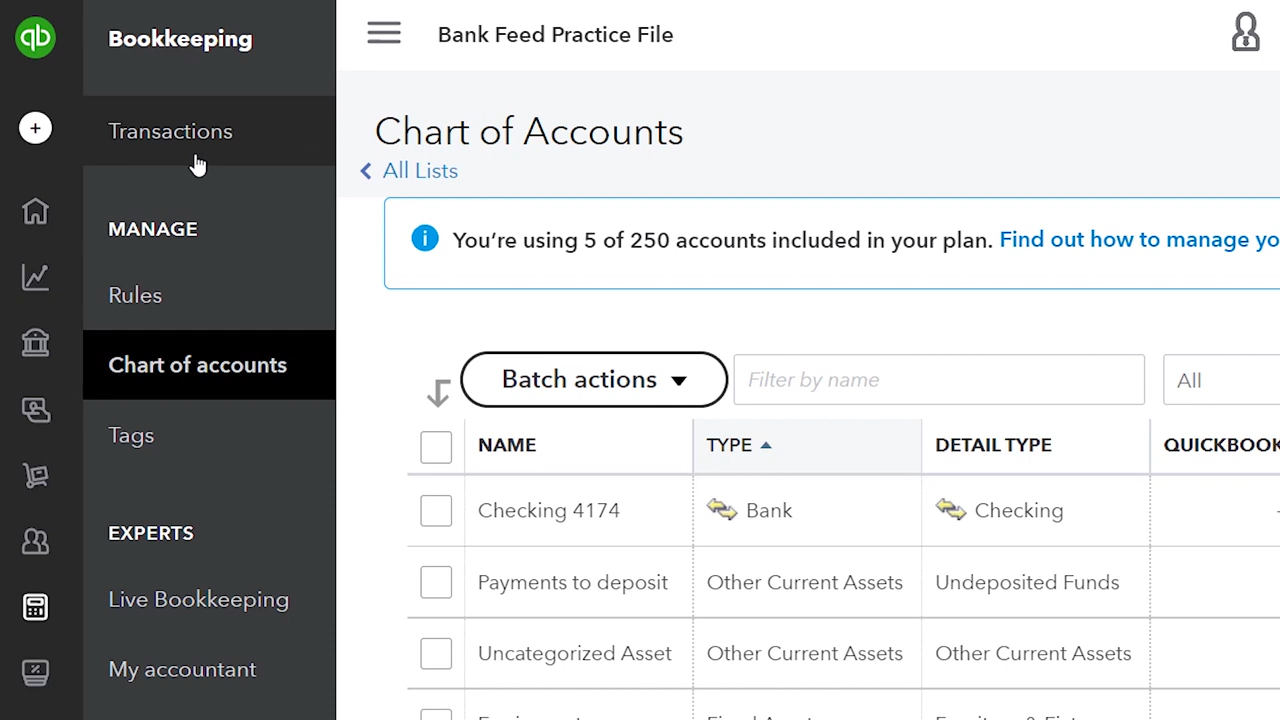 qb
Bookkeeping
Transactions
MANAGE
Rules
Chart of accounts
Tags
EXPERTS
Live Bookkeeping
My accountant
Bank Feed Practice File
Chart of Accounts
All Lists
You're using 5 of 250 accounts included in your plan. Find out how to manage yo
Batch actions
Filter by name
All
NAME TYPE DETAIL TYPE QUICKBOOK
Checking 4174 Bank Checking
Payments to deposit Other Current Assets Undeposited Funds
Uncategorized Asset Other Current Assets Other Current Assets